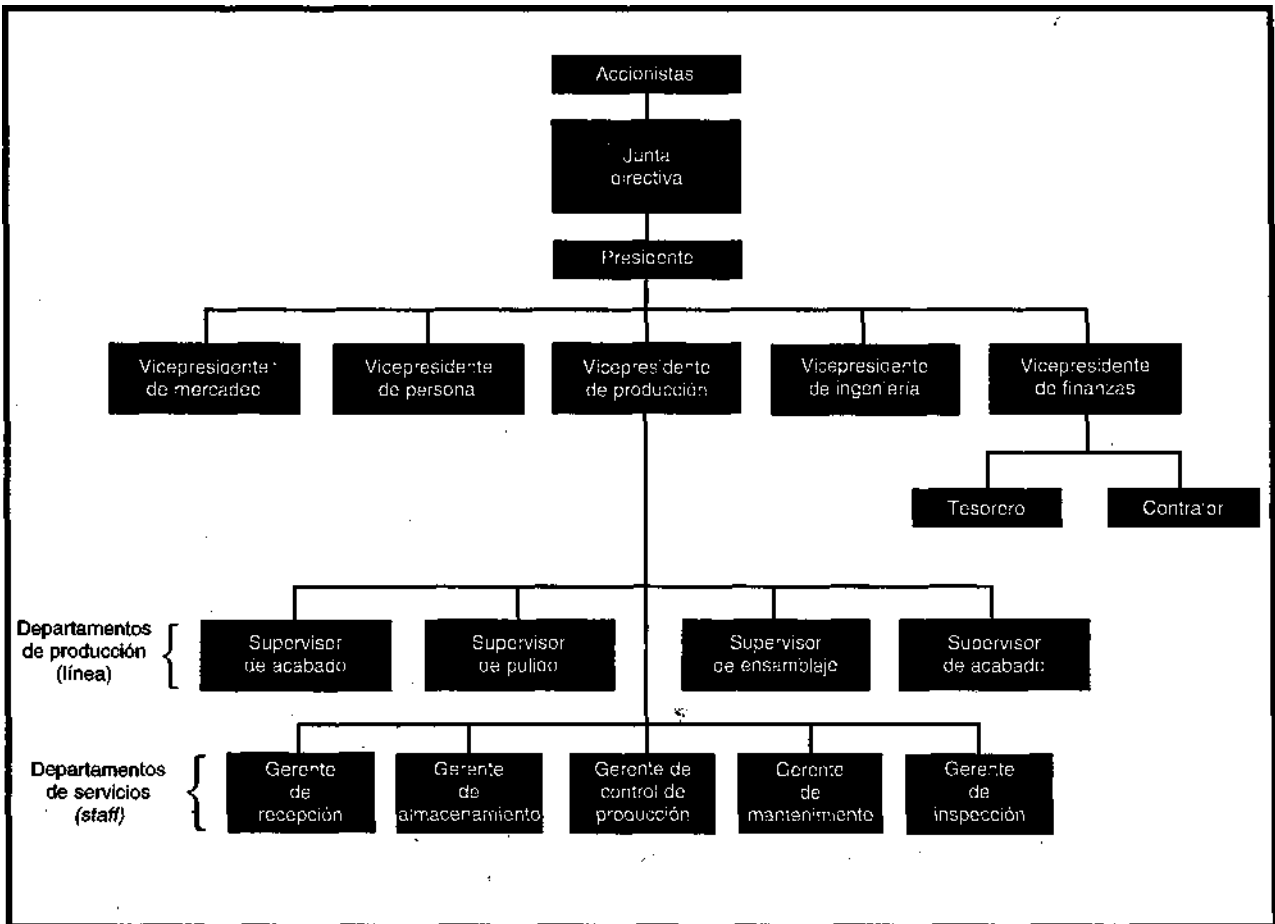 Accionistas
Junta
directiva
Presidente
Vicepresidente
de mercadeo
Vicepresidente
de persona
Vicepresidente
de producción
Vicepresidente
de ingeniería
Vicepresidente
de finanzas
Tesorero
Contralor
Departamentos
de producción
(línea)
Supervisor
de acabado
Supervisor
de pulido
Supervisor
de ensamblaje
Supervisor
de acabado
Departamentos
de servicios
(staff)
Gerente
de
recepción
Gerente
de
almacenamiento
Gerente de
control de
producción
Gerente
de
mantenimiento
Gerente
de
inspección